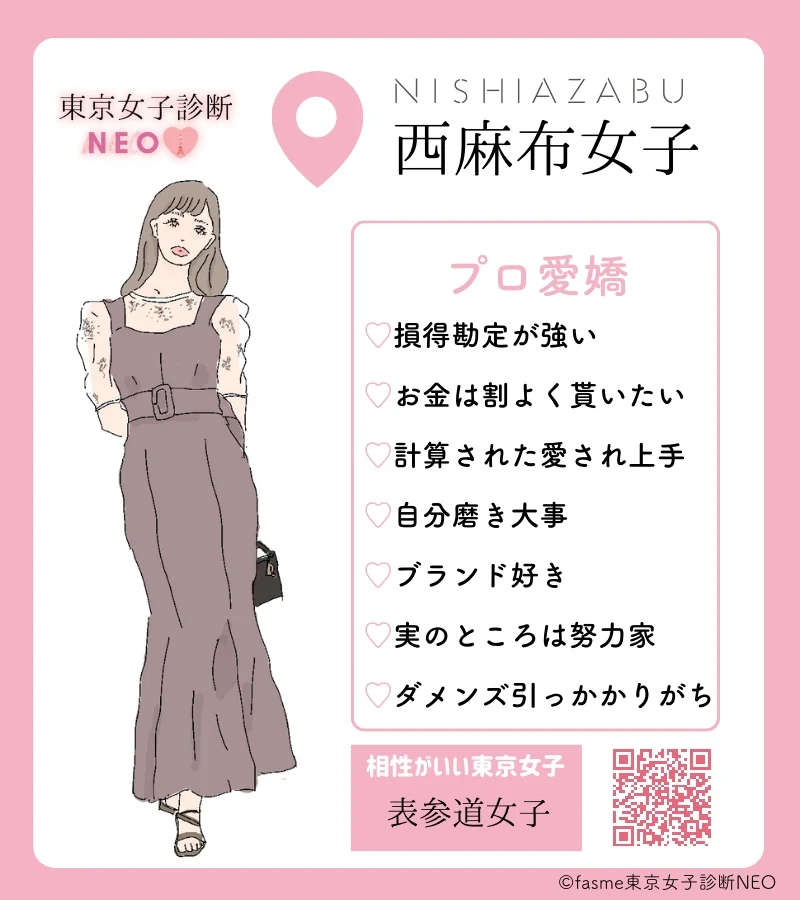 東京女子診断
NEO
NISHIAZABU
西麻布女子
プロ愛嬌
♡損得勘定が強い
♡お金は割よく貰いたい
♡計算された愛され上手
♡自分磨き大事
♡ブランド好き
♡実のところは努力家
♡ダメンズ引っかかりがち
相性がいい東京女子
表参道女子
©fasme東京女子診断NEO